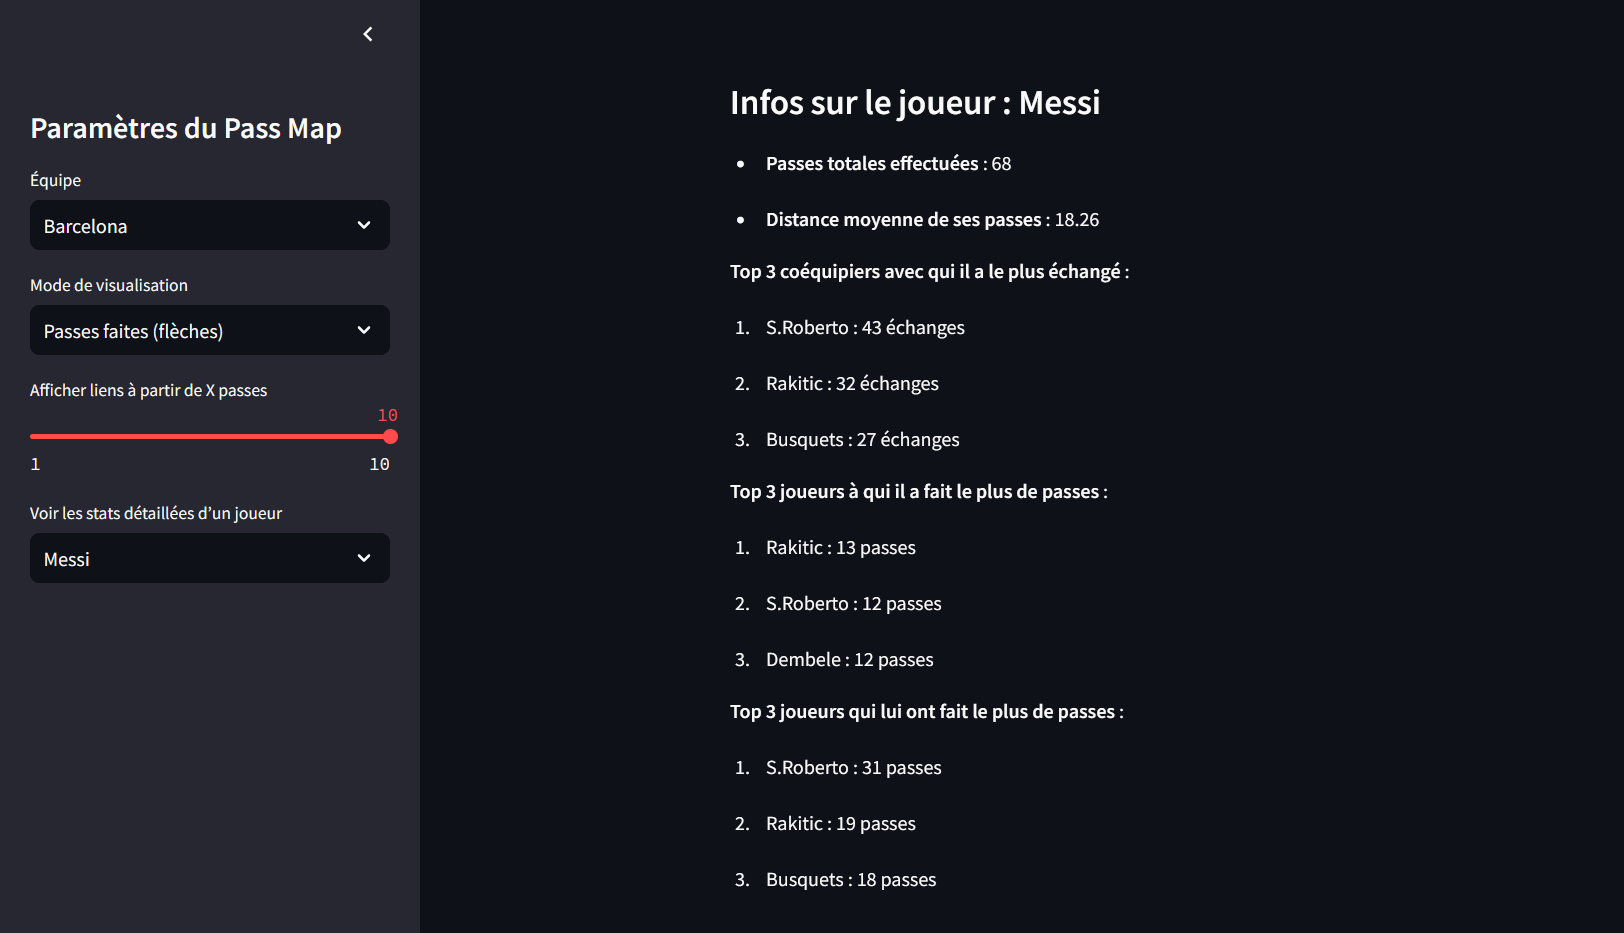 Paramètres du Pass Map
Équipe
Barcelona
Mode de visualisation
Passes faites (flèches)
Afficher liens à partir de X passes
10
1 10
Voir les stats détaillées d’un joueur
Messi
Infos sur le joueur : Messi
• Passes totales effectuées : 68
• Distance moyenne de ses passes : 18.26
Top 3 coéquipiers avec qui il a le plus échangé :
1. S.Roberto : 43 échanges
2. Rakitic : 32 échanges
3. Busquets : 27 échanges
Top 3 joueurs à qui il a fait le plus de passes :
1. Rakitic : 13 passes
2. S.Roberto : 12 passes
3. Dembele : 12 passes
Top 3 joueurs qui lui ont fait le plus de passes :
1. S.Roberto : 31 passes
2. Rakitic : 19 passes
3. Busquets : 18 passes